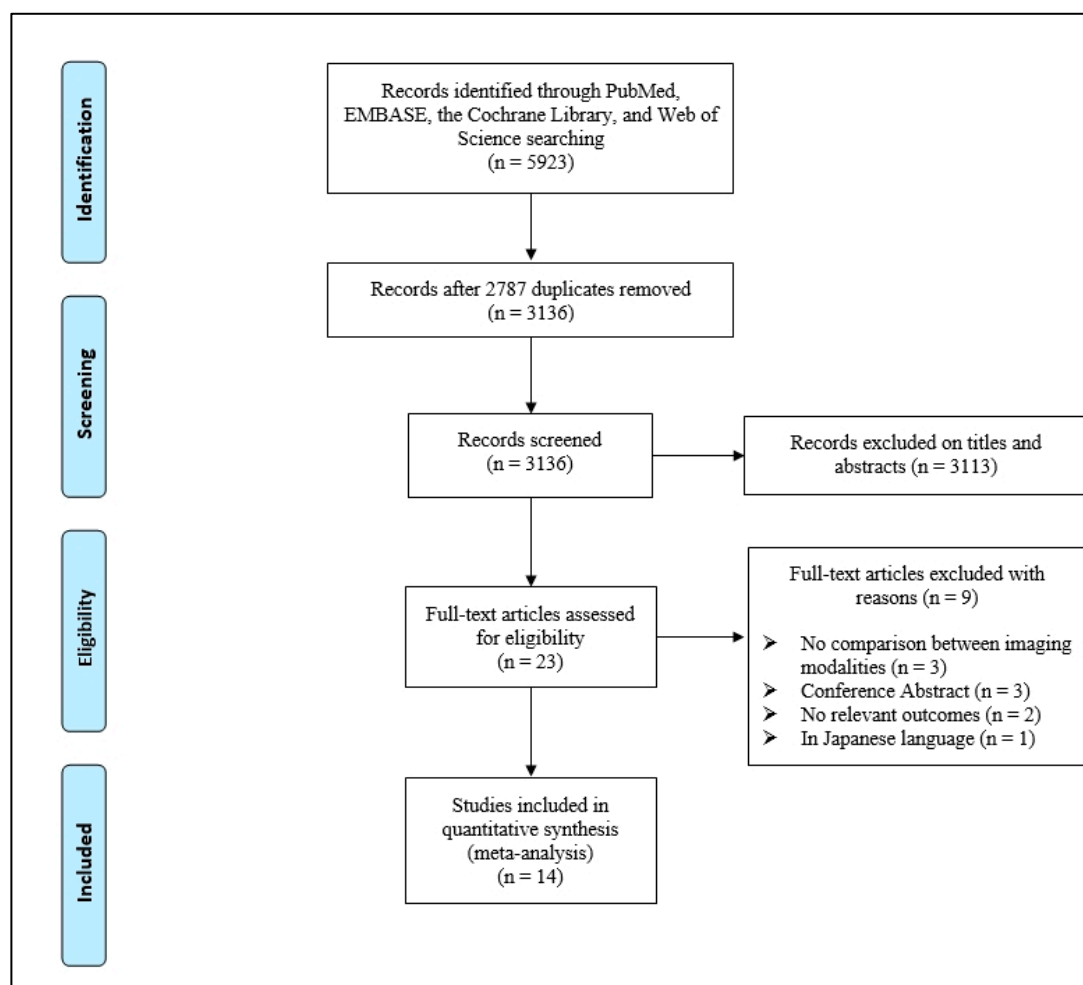 Identification
Records identified through PubMed,
EMBASE, the Cochrane Library, and Web of
Science searching
(n = 5923)
Records after 2787 duplicates removed
(n = 3136)
Screening
Records screened
(n = 3136)
Records excluded on titles and
abstracts (n = 3113)
Eligibility
Full-text articles assessed
for eligibility
(n = 23)
Full-text articles excluded with
reasons (n = 9)
➢ No comparison between imaging
modalities (n = 3)
➢ Conference Abstract (n = 3)
➢ No relevant outcomes (n = 2)
➢ In Japanese language (n = 1)
Included
Studies included in
quantitative synthesis
(meta-analysis)
(n = 14)